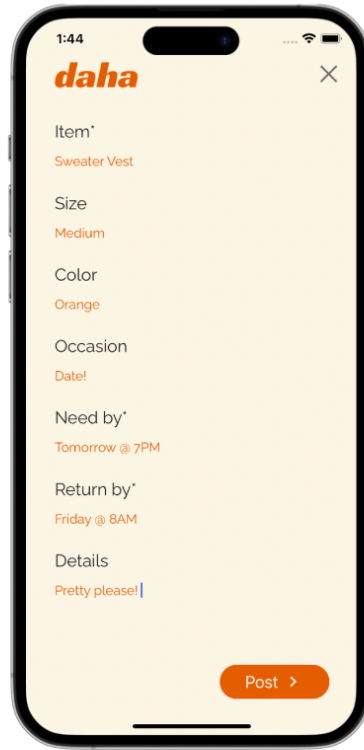 1:44
daha
Item*
Sweater Vest
Size
Medium
Color
Orange
Occasion
Date!
Need by*
Tomorrow @ 7PM
Return by*
Friday @ 8AM
Details
Pretty please!
Post